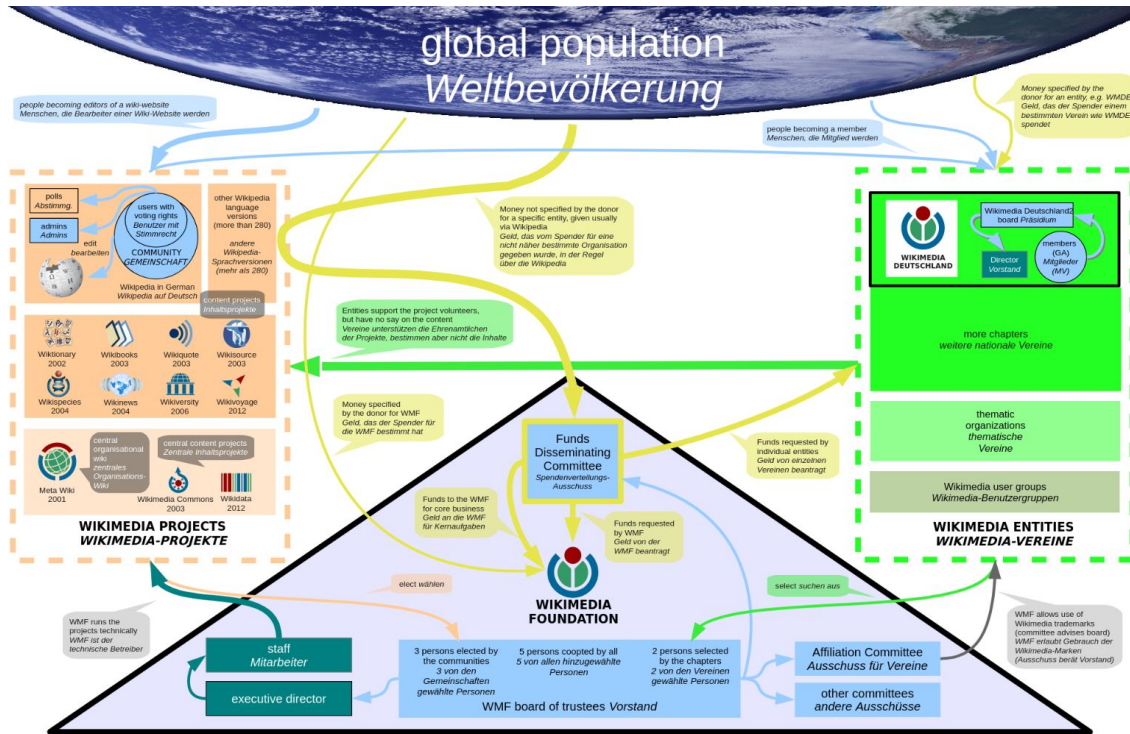 global population
Weltbevölkerung
people becoming editors of a wiki-website
Menschen, die Bearbeiter einer Wiki-Website werden
people becoming a member
Menschen, die Mitglied werden
Money specified by the
donor for an entity, e.g. WMDE
Geld, das der Spender einem
bestimmten Verein wie WMDE
spendet
polls
Abstimmg.
admins
Admins
users with
voting rights
Benutzer mit
Stimmrecht
COMMUNITY
GEMEINSCHAFT
edit
bearbeiten
Wikipedia in German
Wikipedia auf Deutsch
other Wikipedia
language
versions
(more than 280)
andere
Wikipedia-
Sprachversionen
(mehr als 280)
content projects
Inhaltsprojekte
Wiktionary
2002
Wikibooks
2003
Wikiquote
2003
Wikisource
2003
Wikispecies
2004
Wikinews
2004
Wikiversity
2006
Wikivoyage
2012
Meta Wiki
2001
central
organisational
wiki
zentrales
Organisations-
Wiki
central content projects
Zentrale Inhaltsprojekte
Wikimedia Commons
2003
Wikidata
2012
WIKIMEDIA PROJECTS
WIKIMEDIA-PROJEKTE
Money not specified by the donor
for a specific entity, given usually
via Wikipedia
Geld, das vom Spender für eine
nicht näher bestimmte Organisation
gegeben wurde, in der Regel
über die Wikipedia
Entities support the project volunteers,
but have no say on the content
Vereine unterstützen die Ehrenamtlichen
der Projekte, bestimmen aber nicht die Inhalte
Money specified
by the donor for WMF
Geld, das der Spender für
die WMF bestimmt hat
WIKIMEDIA
DEUTSCHLAND
Wikimedia Deutschland2
board Präsidium
Director
Vorstand
members
(GA)
Mitglieder
(MV)
more chapters
weitere nationale Vereine
thematic
organizations
thematische
Vereine
Wikimedia user groups
Wikimedia-Benutzergruppen
WIKIMEDIA ENTITIES
WIKIMEDIA-VEREINE
Funds
Disseminating
Committee
Spendenverteilungs-
Ausschuss
Funds requested by
individual entities
Geld von einzelnen
Vereinen beantragt
Funds to the WMF
for core business
Geld an die WMF
für Kernaufgaben
Funds requested
by WMF
Geld von der
WMF beantragt
WIKIMEDIA
FOUNDATION
elect wählen
select suchen aus
WMF runs the
projects technically
WMF ist der
technische Betreiber
WMF allows use of
Wikimedia trademarks
(committee advises board)
WMF erlaubt Gebrauch der
Wikimedia-Marken
(Ausschuss berät Vorstand)
staff
Mitarbeiter
executive director
3 persons elected by
the communities
3 von den
Gemeinschaften
gewählte Personen
5 persons coopted by all
5 von allen hinzugewählte
Personen
2 persons selected
by the chapters
2 von den Vereinen
gewählte Personen
WMF board of trustees Vorstand
Affiliation Committee
Ausschuss für Vereine
other committees
andere Ausschüsse